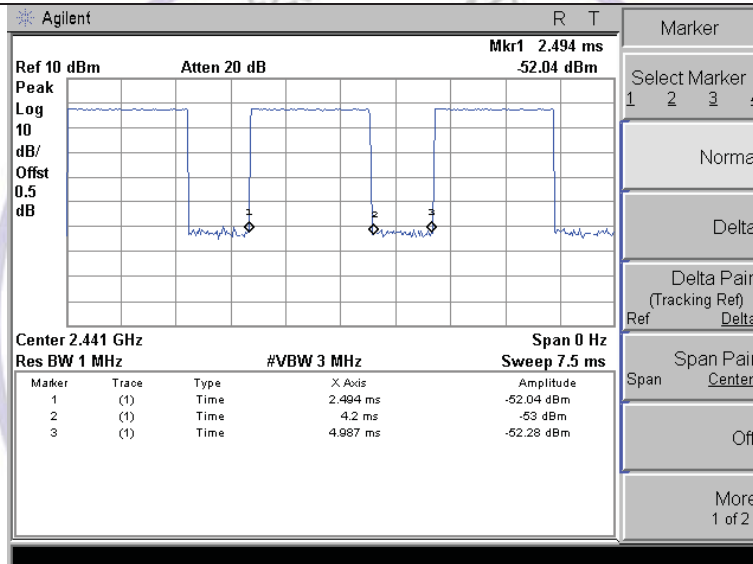 Agilent R T
Mkr1 2.494 ms
Ref 10 dBm Atten 20 dB -52.04 dBm
Peak
Log
10
dB/
Offst
0.5
dB
1 2 3
Center 2.441 GHz Span 0 Hz
Res BW 1 MHz #VBW 3 MHz Sweep 7.5 ms
Marker Trace Type X Axis Amplitude
1 (1) Time 2.494 ms -52.04 dBm
2 (1) Time 4.2 ms -53 dBm
3 (1) Time 4.987 ms -52.28 dBm
Marker
Select Marker
1 2 3
Norma
Delta
Delta Pair
(Tracking Ref)
Ref Delta
Span Pair
Span Center
Off
More
1 of 2